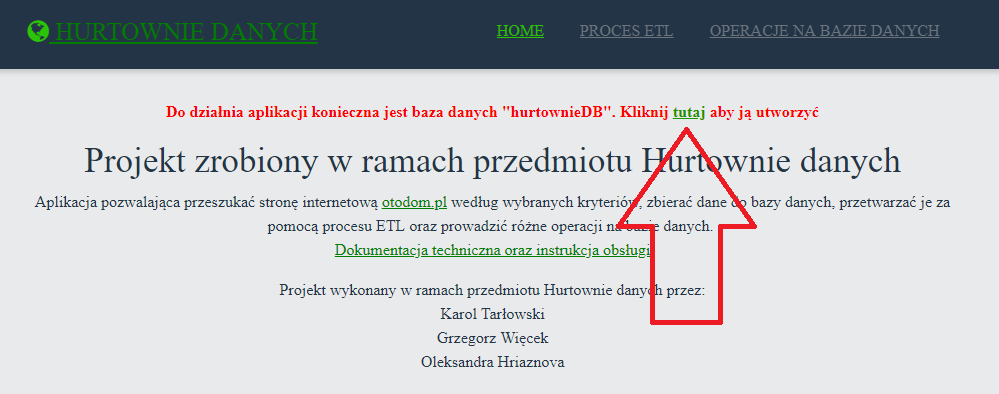 HURTOWNIE DANYCH
HOME PROCES ETL OPERACJE NA BAZIE DANYCH
Do działnia aplikacji konieczna jest baza danych "hurtownieDB". Kliknij tutaj aby ją utworzyć
Projekt zrobiony w ramach przedmiotu Hurtownie danych
Aplikacja pozwalająca przeszukać stronę internetową otodom.pl według wybranych kryteriów, zbierać dane do bazy danych, przetwarzać je za
pomocą procesu ETL oraz prowadzić różne operacji na bazie danych.
Dokumentacja techniczna oraz instrukcja obsługi
Projekt wykonany w ramach przedmiotu Hurtownie danych przez:
Karol Tarłowski
Grzegorz Więcek
Oleksandra Hriaznova